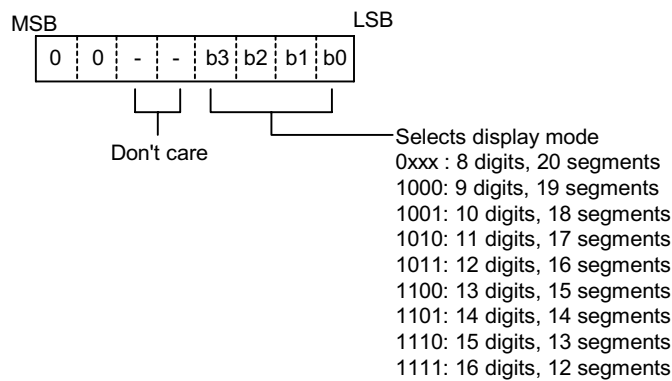 MSB LSB
0 0 - - b3 b2 b1 b0
Don't care
Selects display mode
0xxx : 8 digits, 20 segments
1000: 9 digits, 19 segments
1001: 10 digits, 18 segments
1010: 11 digits, 17 segments
1011: 12 digits, 16 segments
1100: 13 digits, 15 segments
1101: 14 digits, 14 segments
1110: 15 digits, 13 segments
1111: 16 digits, 12 segments